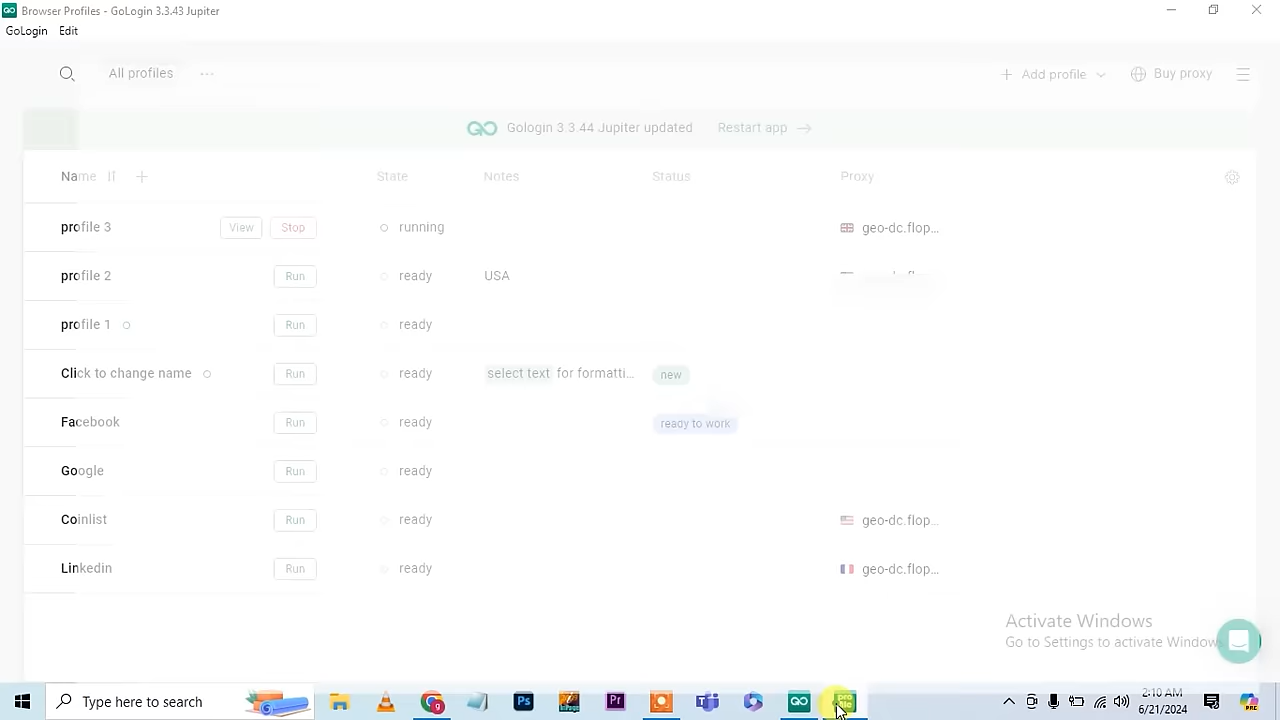 Browser Profiles - GoLogin 3.3.43 Jupiter
GoLogin Edit
All profiles ... Add profile Buy proxy
Gologin 3.3.44 Jupiter updated Restart app →
Name State Notes Status Proxy
profile 3 View Stop running geo-dc.flop...
profile 2 Run ready USA
profile 1 Run ready
Click to change name Run ready select text for formatti... new
Facebook Run ready ready to work
Google Run ready
Coinlist Run ready geo-dc.flop...
Linkedin Run ready geo-dc.flop...
Activate Windows
Go to Settings to activate Windows
Type here to search
2:10 AM
6/21/2024